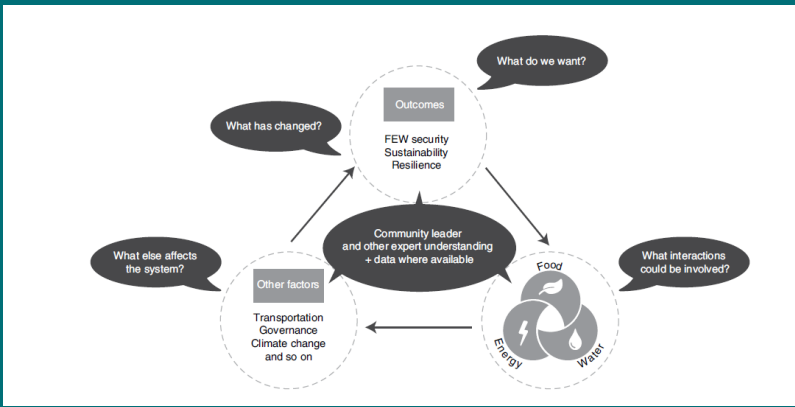 What do we want?
Outcomes
What has changed?
FEW security
Sustainability
Resilience
Community leader
and other expert understanding
+ data where available
What else affects
the system?
What interactions
could be involved?
Other factors
Transportation
Governance
Climate change
and so on
Food
Energy
Water